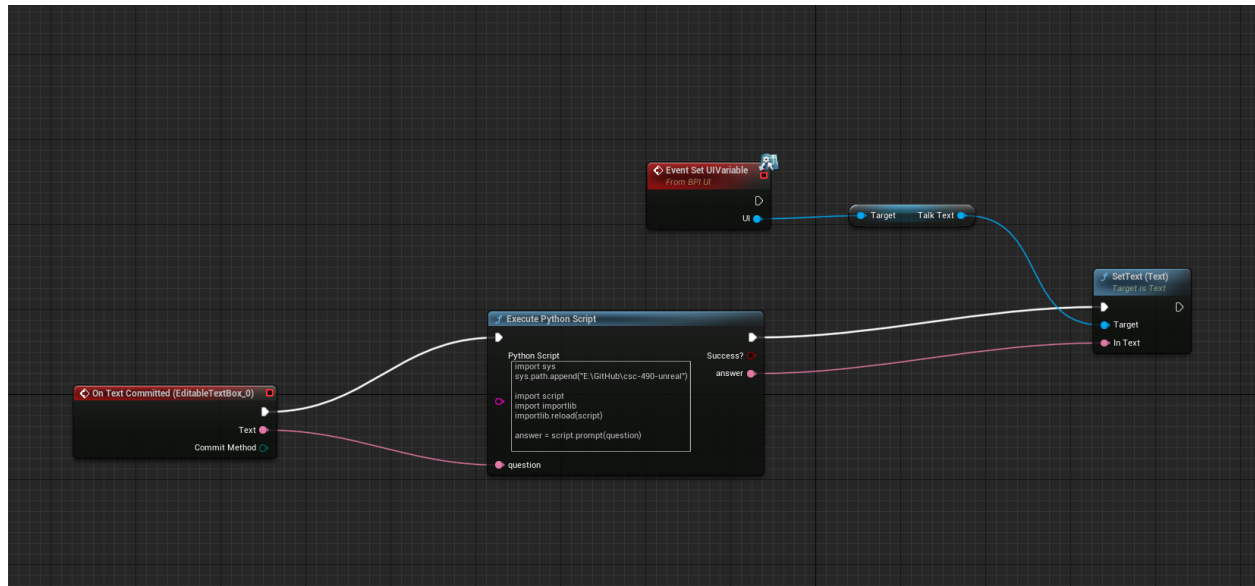 Event Set UIVariable
From BPI UI
UI
Target Talk Text
SetText (Text)
Target is Text
Target
In Text
Execute Python Script
Python Script
import sys
sys.path.append("E:\GitHub\csc-490-unreal")
import script
import importlib
importlib.reload(script)
answer = script.prompt(question)
Success?
answer
question
On Text Committed (EditableTextBox_0)
Text
Commit Method